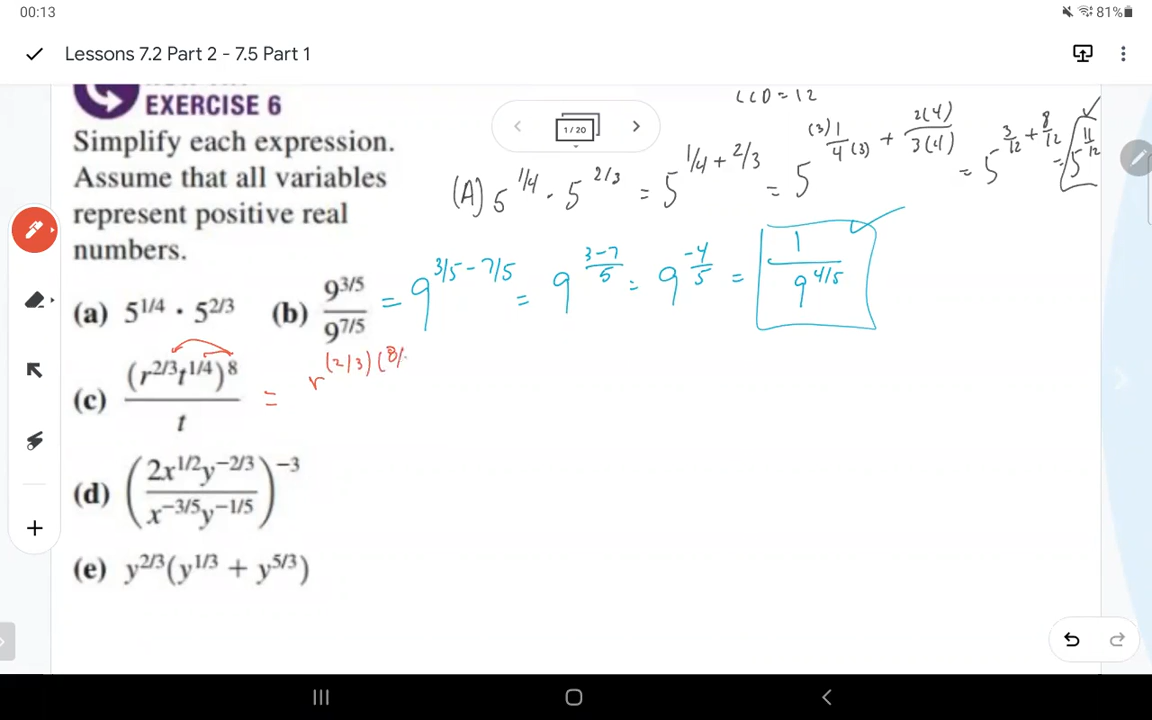 00:13
81%
Lessons 7.2 Part 2 - 7.5 Part 1
EXERCISE 6
1 / 20
LCD = 12
Simplify each expression.
Assume that all variables
represent positive real
numbers.
(A) 5^{1/4} · 5^{2/3} = 5^{1/4 + 2/3} = 5^{(3)1/4(3) + 2(4)/3(4)} = 5^{3/12 + 8/12} = 5^{11/12}
(a) 5^{1/4} · 5^{2/3} (b) 9^{3/5}/9^{7/5} = 9^{3/5 - 7/5} = 9^{(3-7)/5} = 9^{-4/5} = 1/9^{4/5}
(c) (r^{2/3}t^{1/4})^8/t = r^{(2/3)(8/
(d) (2x^{1/2}y^{-2/3}/x^{-3/5}y^{-1/5})^{-3}
(e) y^{2/3}(y^{1/3} + y^{5/3})